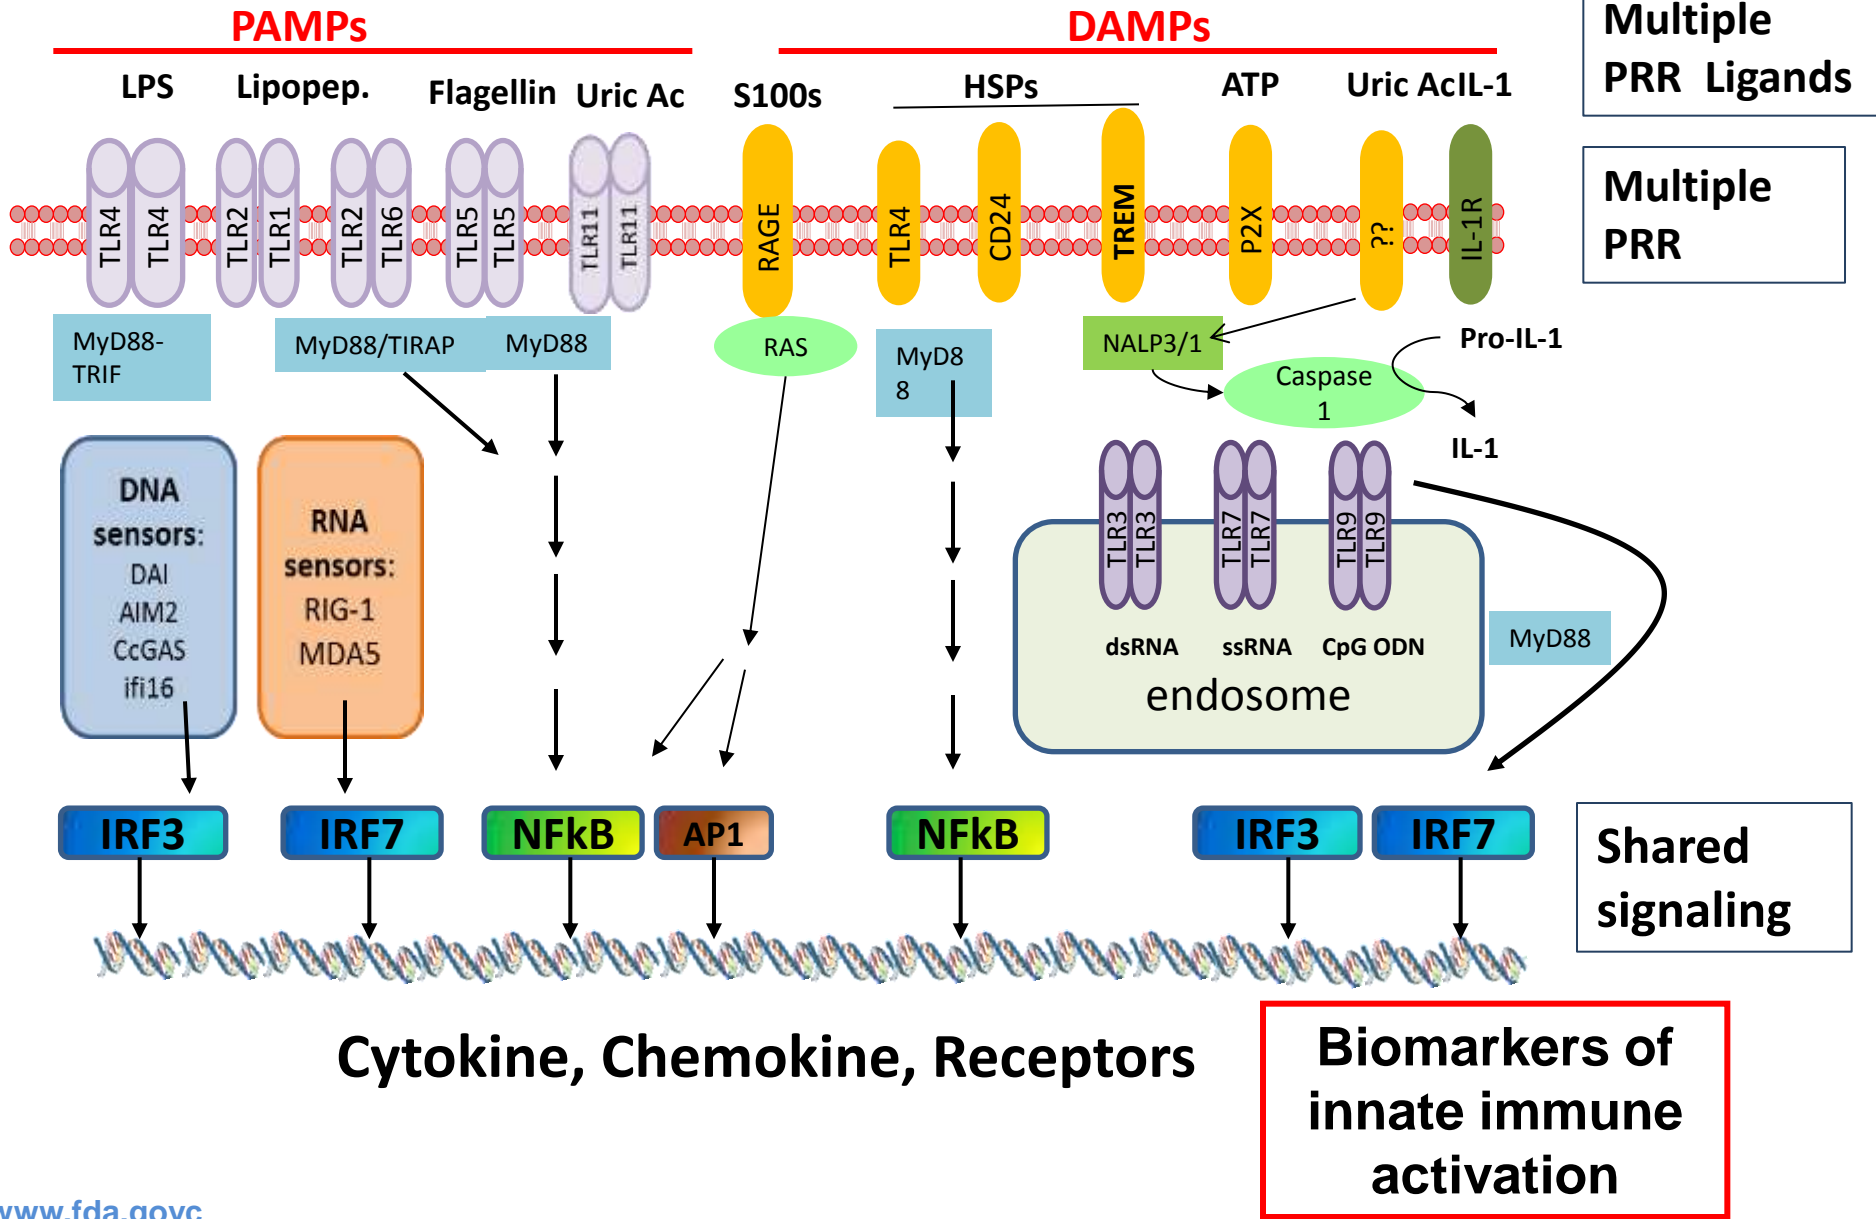 PAMPs
DAMPs
Multiple
PRR Ligands
LPS
Lipopep.
Flagellin
Uric Ac
S100s
HSPs
ATP
Uric Ac
IL-1
TLR4
TLR4
TLR2
TLR1
TLR2
TLR6
TLR5
TLR5
TLR11
TLR11
RAGE
TLR4
CD24
TREM
P2X
??
IL-1R
Multiple
PRR
MyD88-
TRIF
MyD88/TIRAP
MyD88
RAS
MyD8
8
NALP3/1
Pro-IL-1
Caspase
1
IL-1
DNA
sensors:
DAI
AIM2
CcGAS
ifi16
RNA
sensors:
RIG-1
MDA5
TLR3
TLR3
TLR7
TLR7
TLR9
TLR9
dsRNA
ssRNA
CpG ODN
endosome
MyD88
IRF3
IRF7
NFkB
AP1
NFkB
IRF3
IRF7
Shared
signaling
Cytokine, Chemokine, Receptors
Biomarkers of
innate immune
activation
www.fda.govc